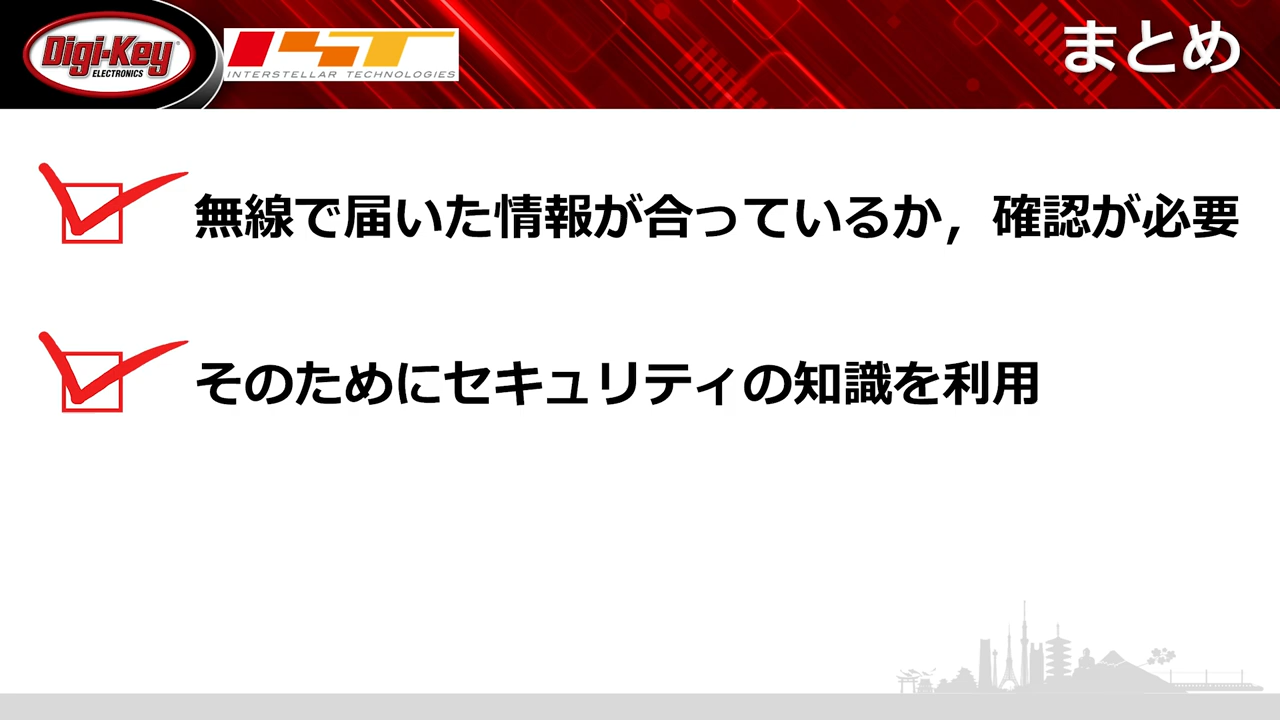 Digi-Key
ELECTRONICS
IST
INTERSTELLAR TECHNOLOGIES
まとめ
無線で届いた情報が合っているか，確認が必要
そのためにセキュリティの知識を利用